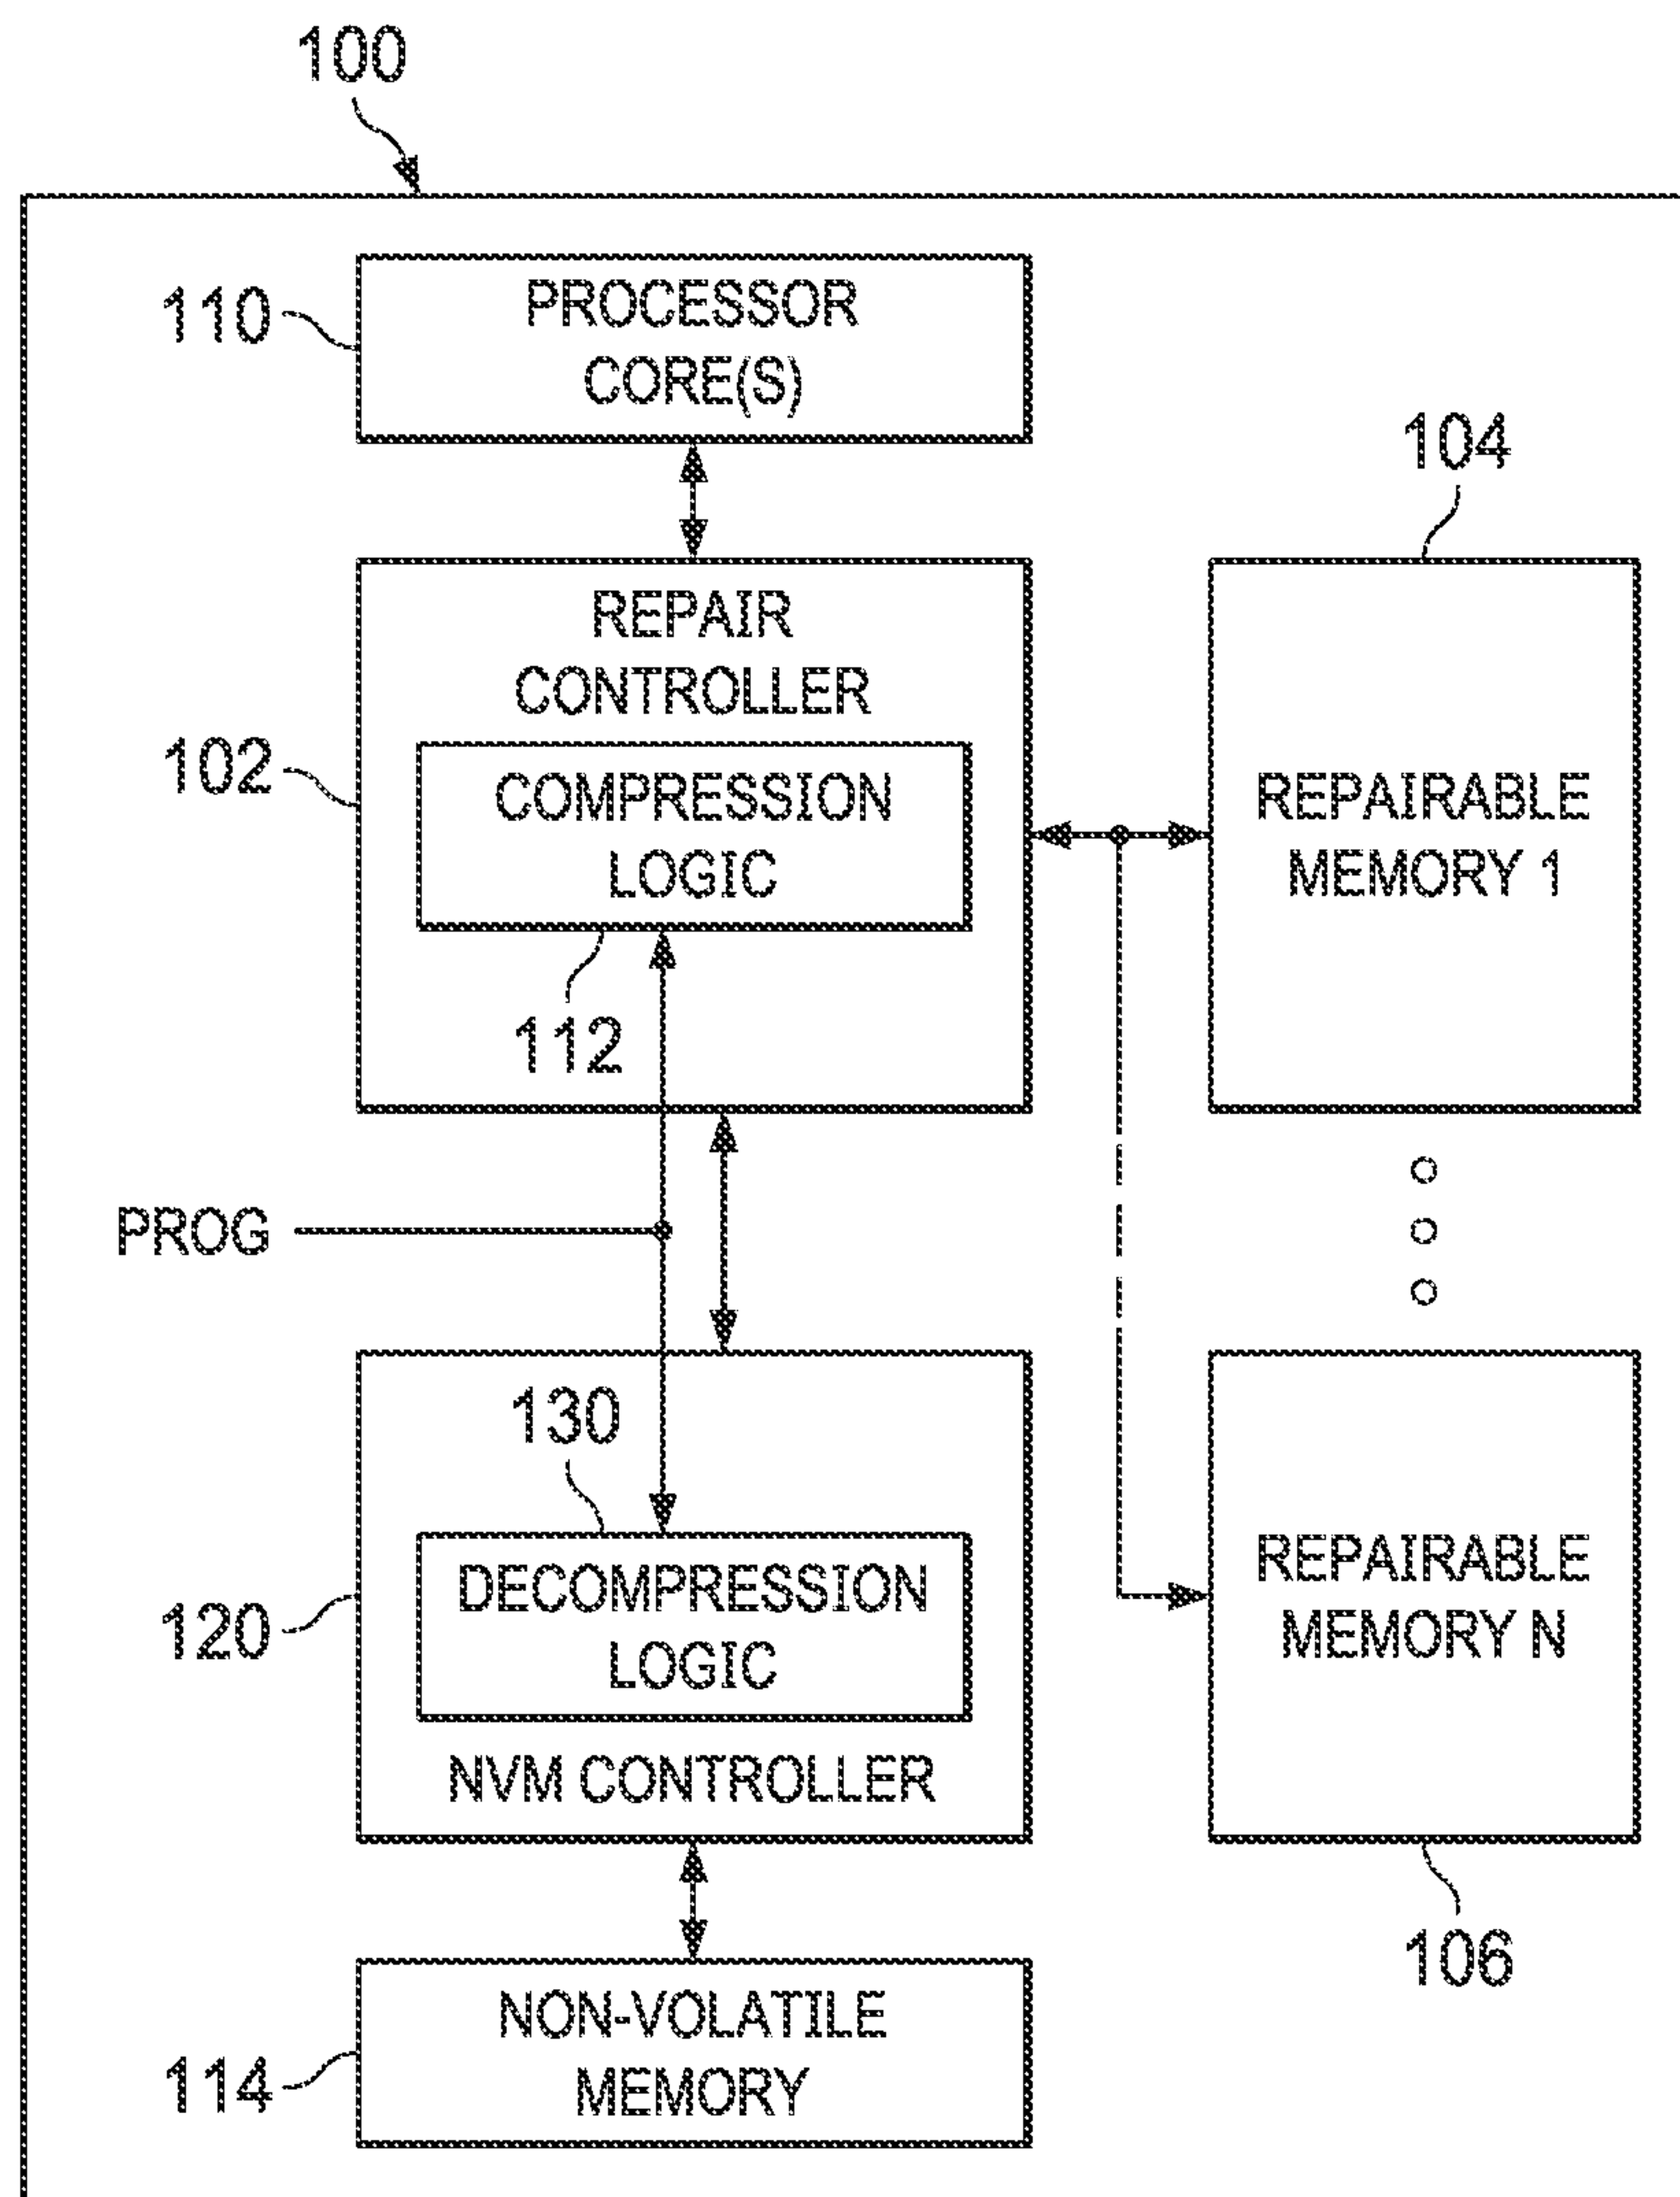 100
110
PROCESSOR
CORE(S)
104
REPAIR
CONTROLLER
102
COMPRESSION
LOGIC
REPAIRABLE
MEMORY 1
112
PROG
130
120
DECOMPRESSION
LOGIC
NVM CONTROLLER
REPAIRABLE
MEMORY N
106
114
NON-VOLATILE
MEMORY